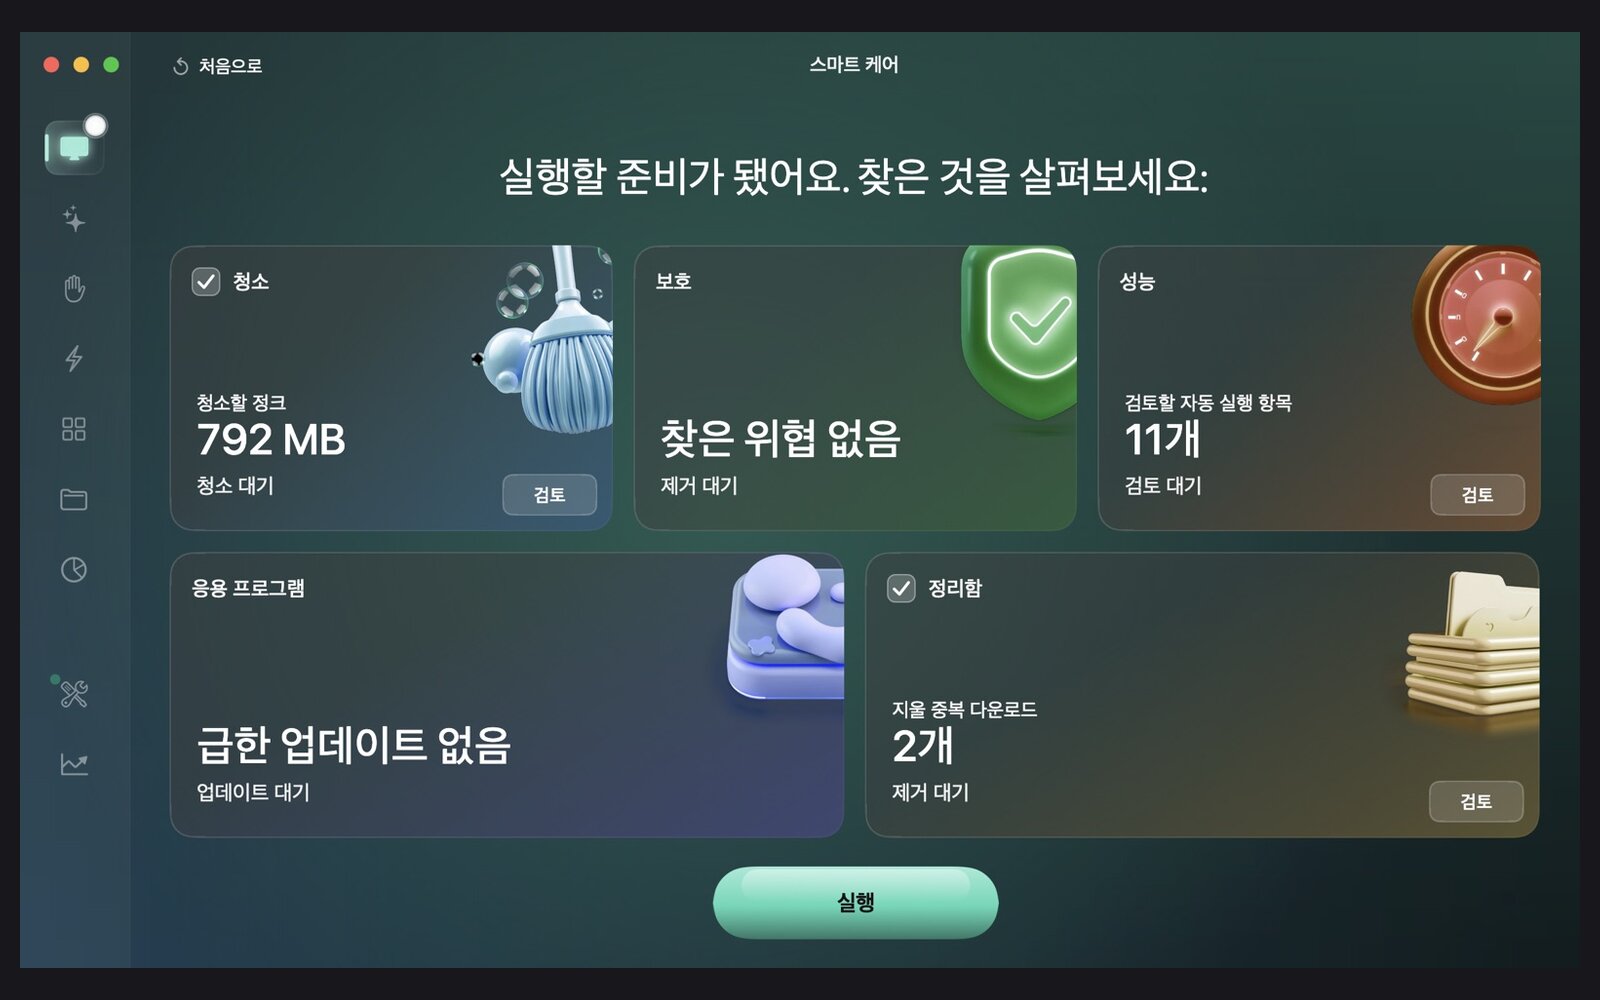 처음으로
스마트 케어
실행할 준비가 됐어요. 찾은 것을 살펴보세요:
청소
청소할 정크
792 MB
청소 대기
검토
보호
찾은 위협 없음
제거 대기
성능
검토할 자동 실행 항목
11개
검토 대기
검토
응용 프로그램
급한 업데이트 없음
업데이트 대기
정리함
지울 중복 다운로드
2개
제거 대기
검토
실행